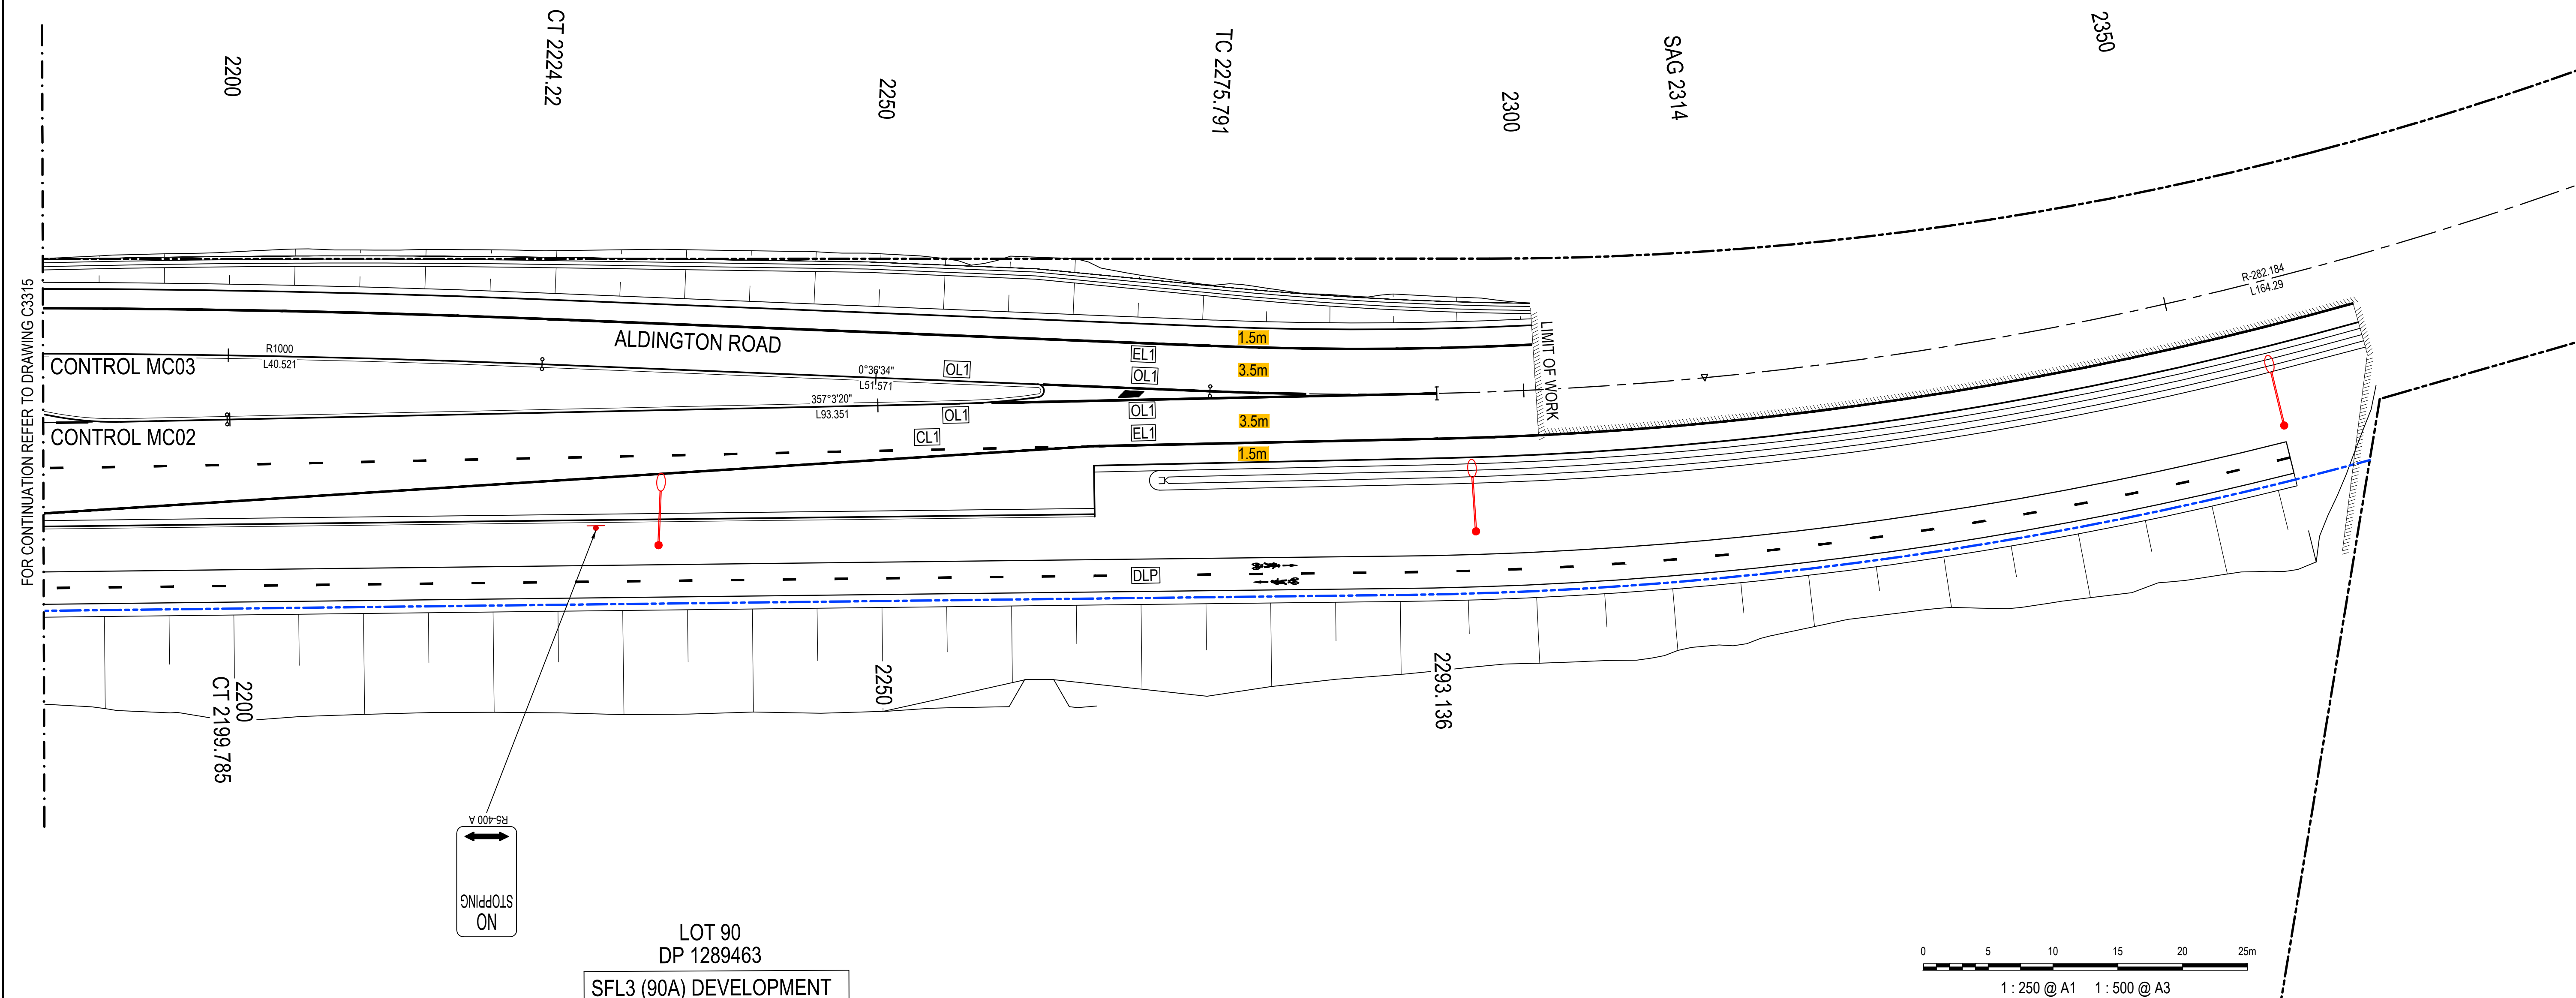 2200
CT 2224.22
2250
TC 2275.791
2300
SAG 2314
2350
FOR CONTINUATION REFER TO DRAWING C3315
R-282.184
L164.29
LIMIT OF WORK
ALDINGTON ROAD
1.5m
CONTROL MC03
R1000
L40.521
0°36'34"
L51.571
OL1
EL1
OL1
3.5m
357°3'20"
L93.351
OL1
OL1
3.5m
CONTROL MC02
CL1
EL1
1.5m
DLP
2200
CT 2199.785
2250
2293.136
R5-400 A
NO
STOPPING
LOT 90
DP 1289463
SFL3 (90A) DEVELOPMENT
0 5 10 15 20 25m
1 : 250 @ A1 1 : 500 @ A3